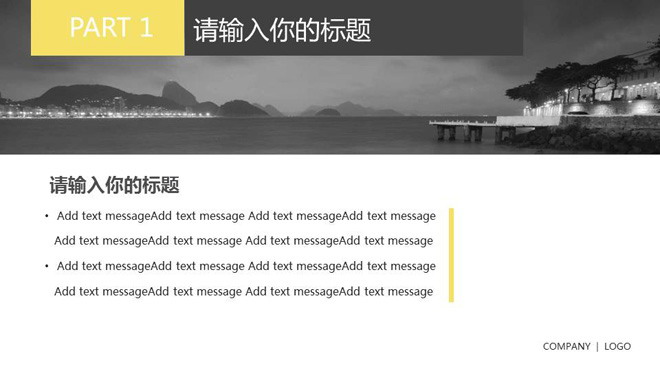 PART 1
请输入你的标题
请输入你的标题
• Add text messageAdd text message Add text messageAdd text message
Add text messageAdd text message Add text messageAdd text message
• Add text messageAdd text message Add text messageAdd text message
Add text messageAdd text message Add text messageAdd text message
COMPANY | LOGO